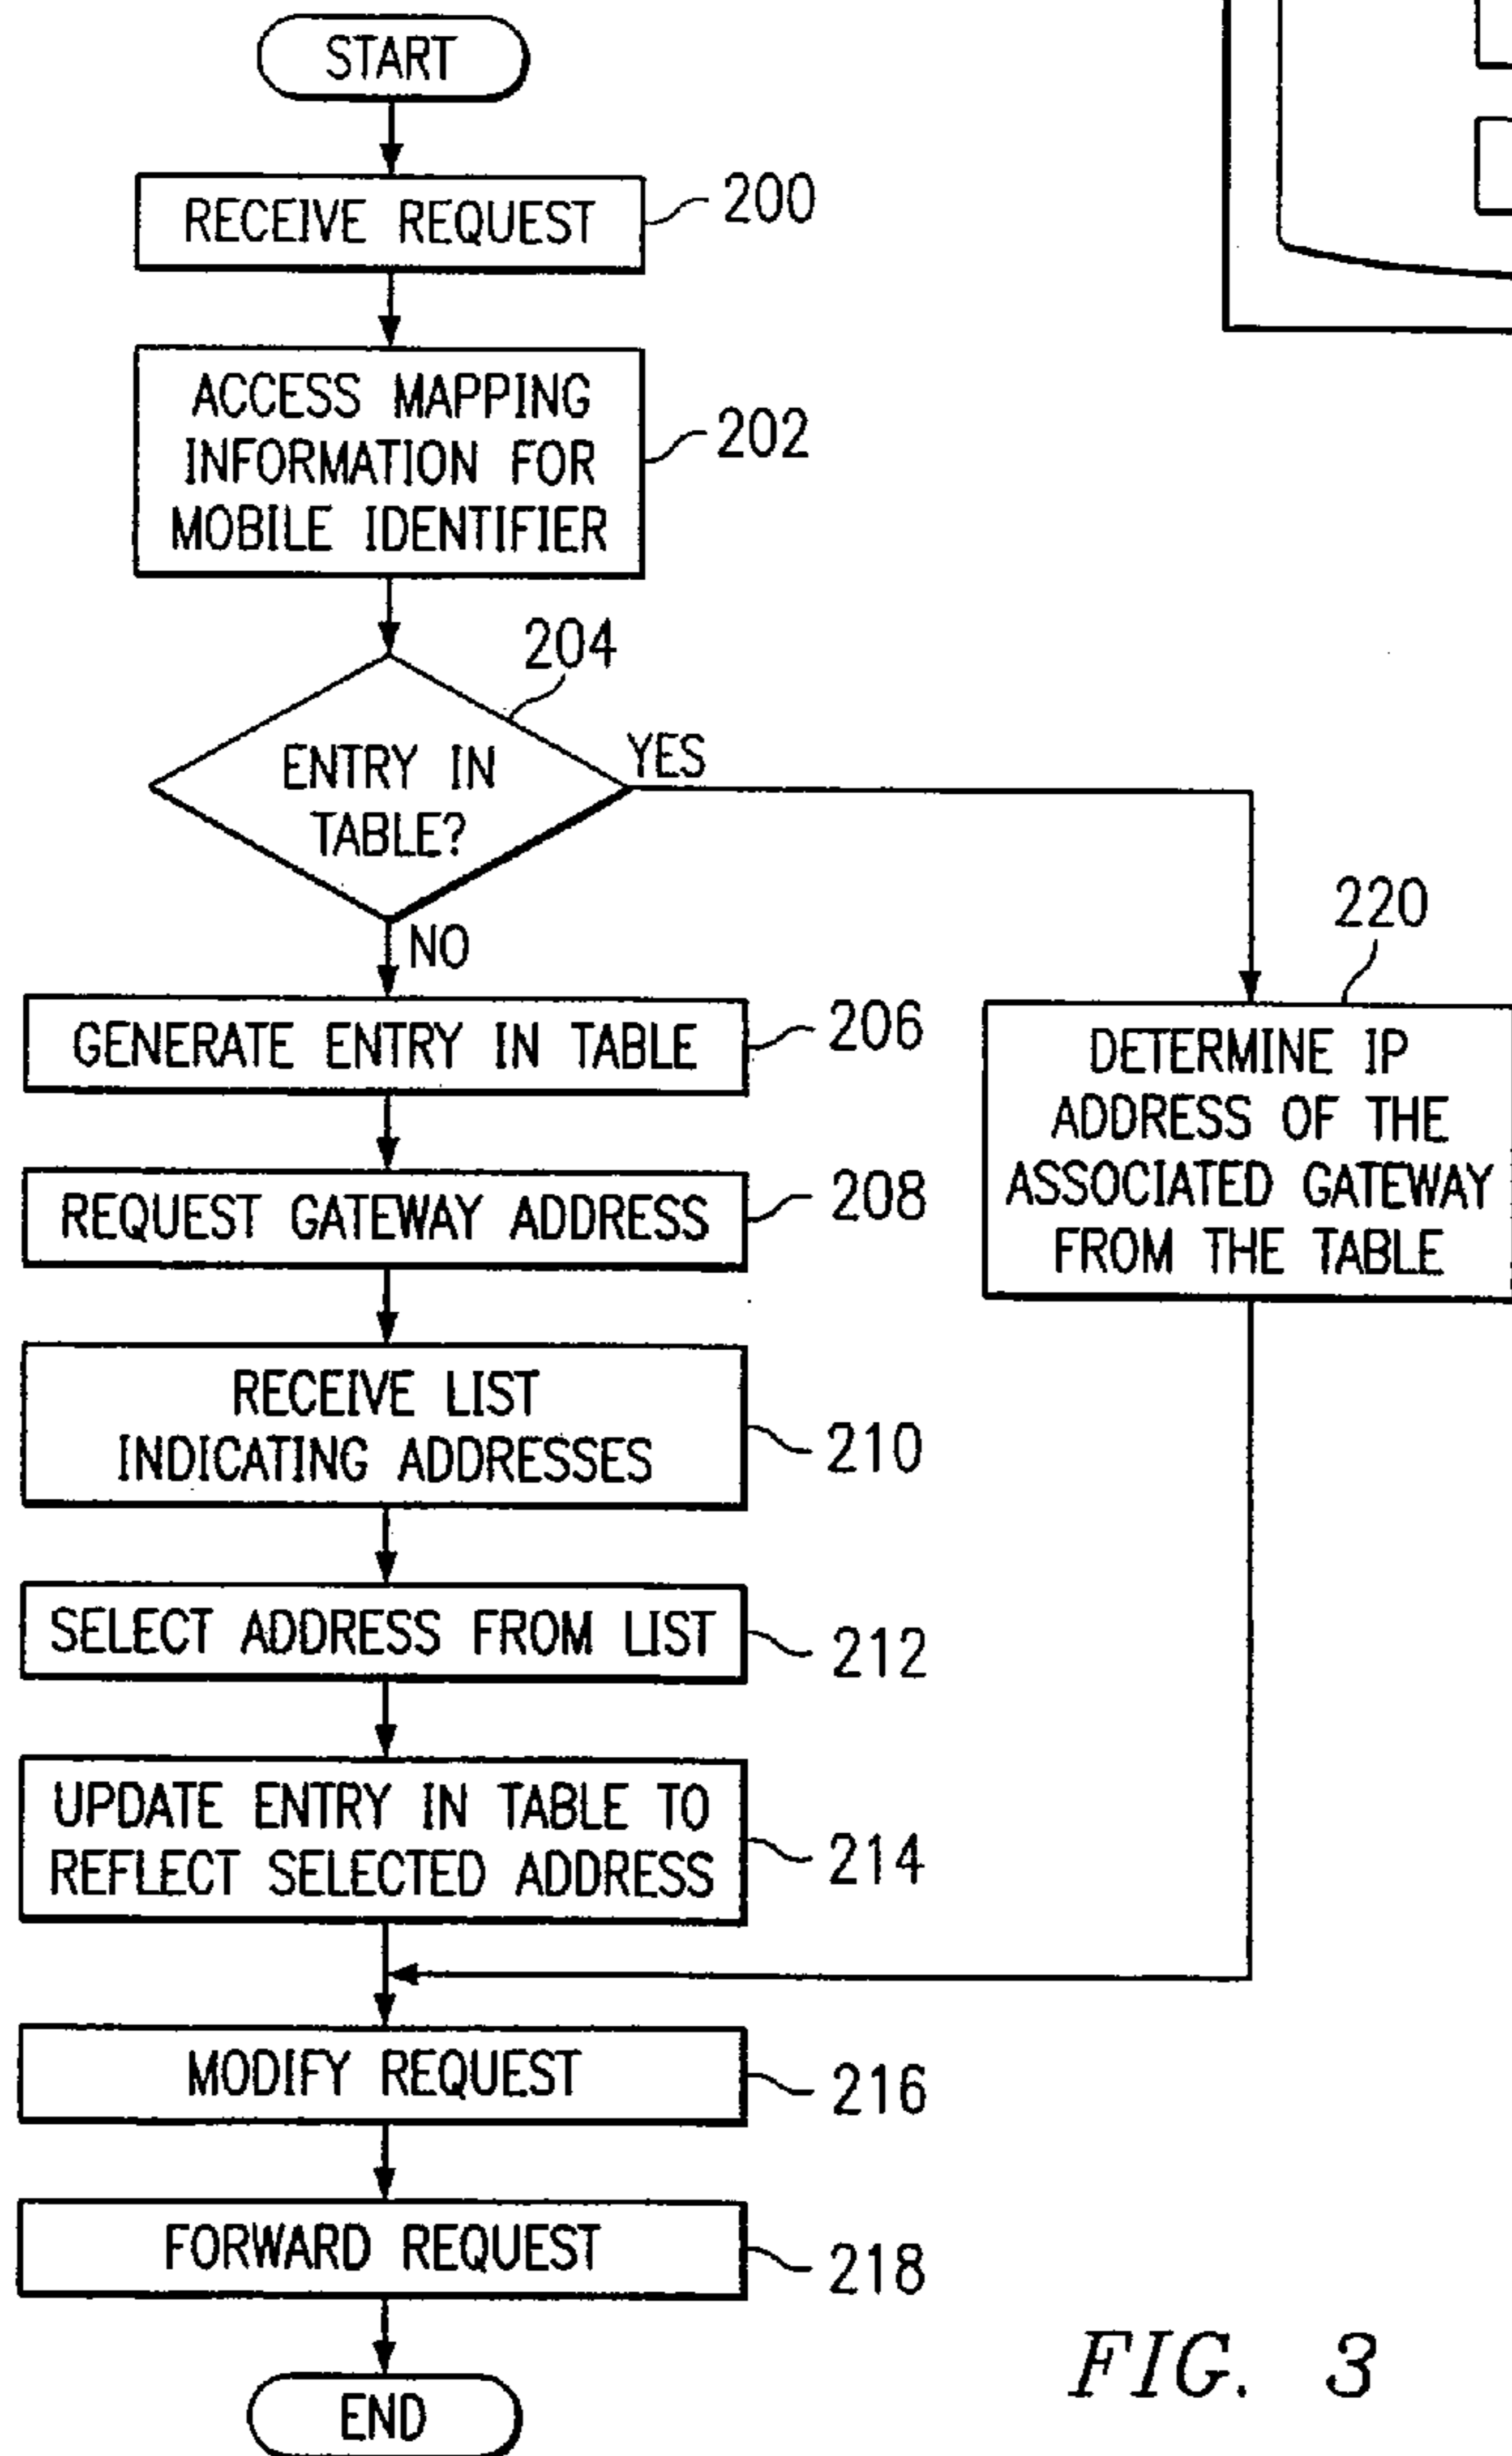 START
RECEIVE REQUEST
200
ACCESS MAPPING
INFORMATION FOR
MOBILE IDENTIFIER
202
204
ENTRY IN
TABLE?
YES
NO
GENERATE ENTRY IN TABLE
206
REQUEST GATEWAY ADDRESS
208
RECEIVE LIST
INDICATING ADDRESSES
210
SELECT ADDRESS FROM LIST
212
UPDATE ENTRY IN TABLE TO
REFLECT SELECTED ADDRESS
214
220
DETERMINE IP
ADDRESS OF THE
ASSOCIATED GATEWAY
FROM THE TABLE
MODIFY REQUEST
216
FORWARD REQUEST
218
END
FIG. 3